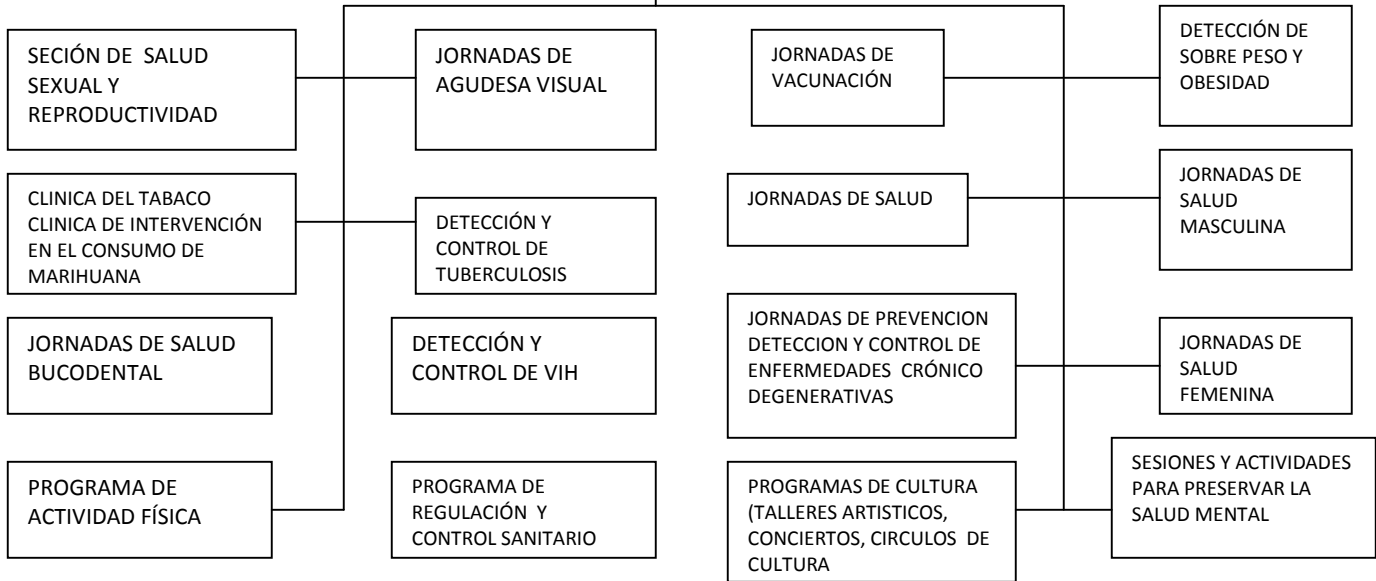 SECIÓN DE SALUD
SEXUAL Y
REPRODUCTIVIDAD
JORNADAS DE
AGUDESA VISUAL
JORNADAS DE
VACUNACIÓN
DETECCIÓN DE
SOBRE PESO Y
OBESIDAD
CLINICA DEL TABACO
CLINICA DE INTERVENCIÓN
EN EL CONSUMO DE
MARIHUANA
DETECCIÓN Y
CONTROL DE
TUBERCULOSIS
JORNADAS DE SALUD
JORNADAS DE
SALUD
MASCULINA
JORNADAS DE SALUD
BUCODENTAL
DETECCIÓN Y
CONTROL DE VIH
JORNADAS DE PREVENCION
DETECCION Y CONTROL DE
ENFERMEDADES CRÓNICO
DEGENERATIVAS
JORNADAS DE
SALUD
FEMENINA
PROGRAMA DE
ACTIVIDAD FÍSICA
PROGRAMA DE
REGULACIÓN Y
CONTROL SANITARIO
PROGRAMAS DE CULTURA
(TALLERES ARTISTICOS,
CONCIERTOS, CIRCULOS DE
CULTURA
SESIONES Y ACTIVIDADES
PARA PRESERVAR LA
SALUD MENTAL